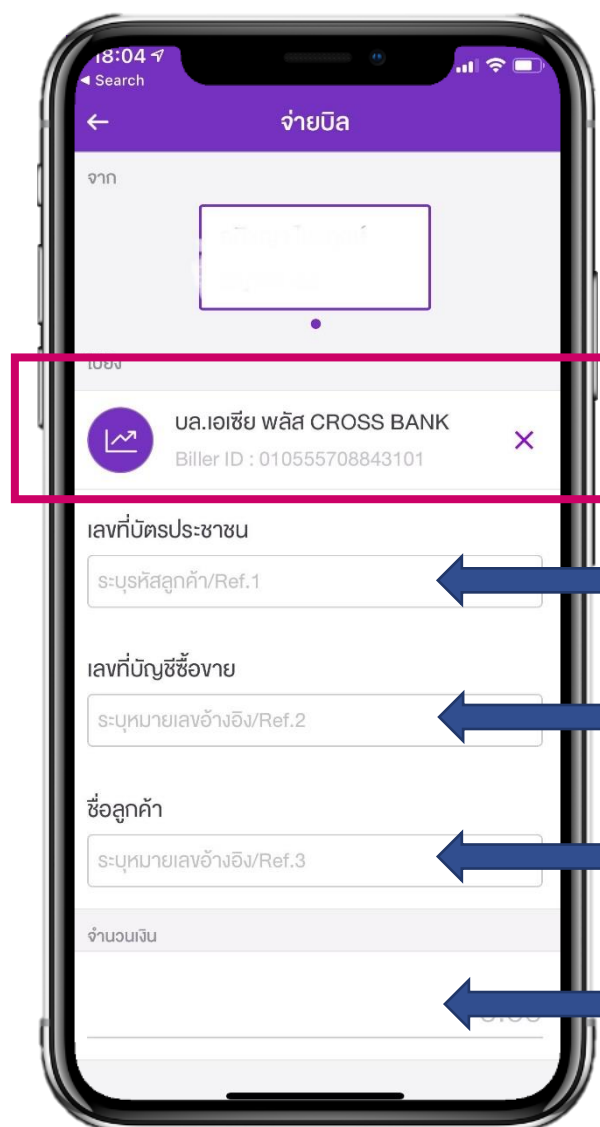 18:04
Search
จ่ายบิล
จาก
ไปยัง
บล.เอเซีย พลัส CROSS BANK
Biller ID : 010555708843101
เลขที่บัตรประชาชน
ระบุรหัสลูกค้า/Ref.1
เลขที่บัญชีซื้อขาย
ระบุหมายเลขอ้างอิง/Ref.2
ชื่อลูกค้า
ระบุหมายเลขอ้างอิง/Ref.3
จำนวนเงิน